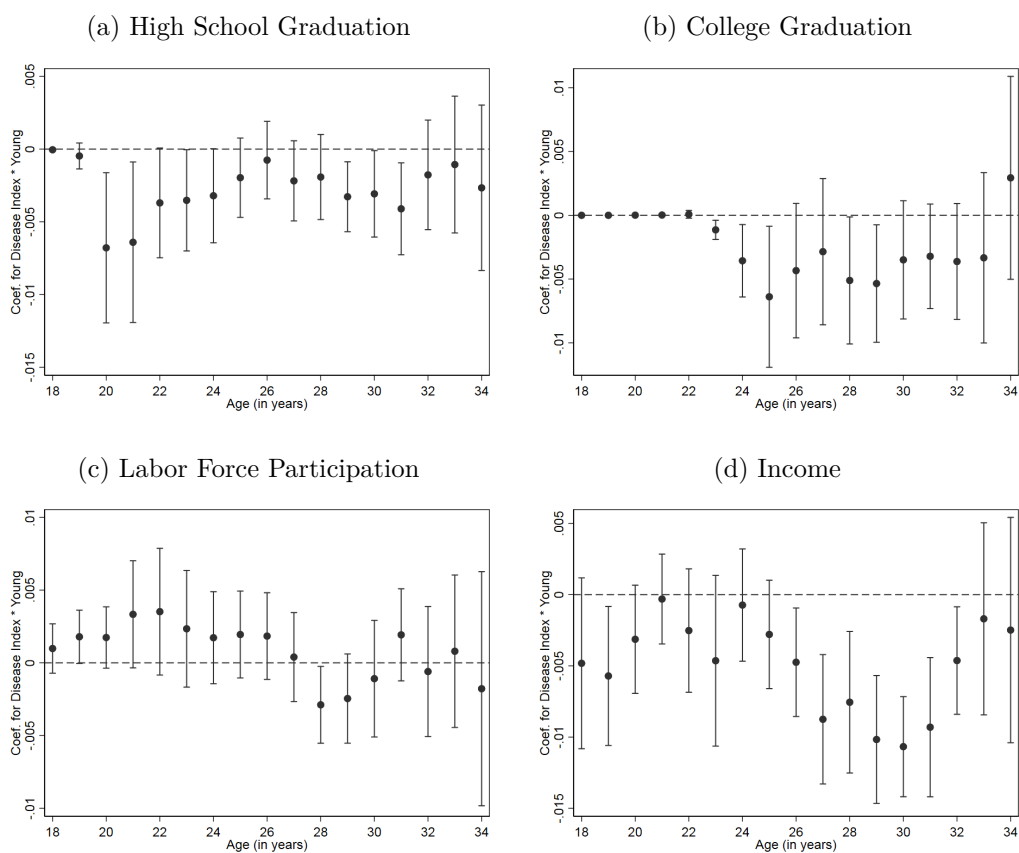 (a) High School Graduation
Coef. for Disease Index * Young
.005
0
-.005
-.01
-.015
18 20 22 24 26 28 30 32 34
Age (in years)
(b) College Graduation
Coef. for Disease Index * Young
.01
.005
0
-.005
-.01
18 20 22 24 26 28 30 32 34
Age (in years)
(c) Labor Force Participation
Coef. for Disease Index * Young
.01
.005
0
-.005
-.01
18 20 22 24 26 28 30 32 34
Age (in years)
(d) Income
Coef. for Disease Index * Young
.005
0
-.005
-.01
-.015
18 20 22 24 26 28 30 32 34
Age (in years)